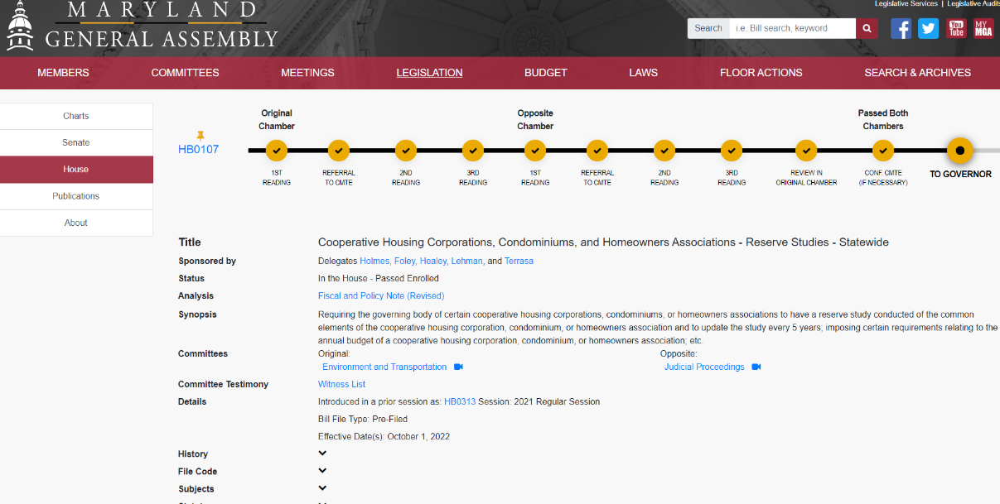 Legislative Services | Legislative Audits
MARYLAND
GENERAL ASSEMBLY
Search i.e. Bill search, keyword
You Tube
MY MGA
MEMBERS COMMITTEES MEETINGS LEGISLATION BUDGET LAWS FLOOR ACTIONS SEARCH & ARCHIVES
Charts
Senate
House
Publications
About
HB0107
Original Chamber
Opposite Chamber
Passed Both Chambers
1ST READING
REFERRAL TO CMTE
2ND READING
3RD READING
1ST READING
REFERRAL TO CMTE
2ND READING
3RD READING
REVIEW IN ORIGINAL CHAMBER
CONF. CMTE (IF NECESSARY)
TO GOVERNOR
Title Cooperative Housing Corporations, Condominiums, and Homeowners Associations - Reserve Studies - Statewide
Sponsored by Delegates Holmes, Foley, Healey, Lehman, and Terrasa
Status In the House - Passed Enrolled
Analysis Fiscal and Policy Note (Revised)
Synopsis Requiring the governing body of certain cooperative housing corporations, condominiums, or homeowners associations to have a reserve study conducted of the common
elements of the cooperative housing corporation, condominium, or homeowners association and to update the study every 5 years; imposing certain requirements relating to the
annual budget of a cooperative housing corporation, condominium, or homeowners association; etc.
Committees Original: Opposite:
Environment and Transportation Judicial Proceedings
Committee Testimony Witness List
Details Introduced in a prior session as: HB0313 Session: 2021 Regular Session
Bill File Type: Pre-Filed
Effective Date(s): October 1, 2022
History
File Code
Subjects